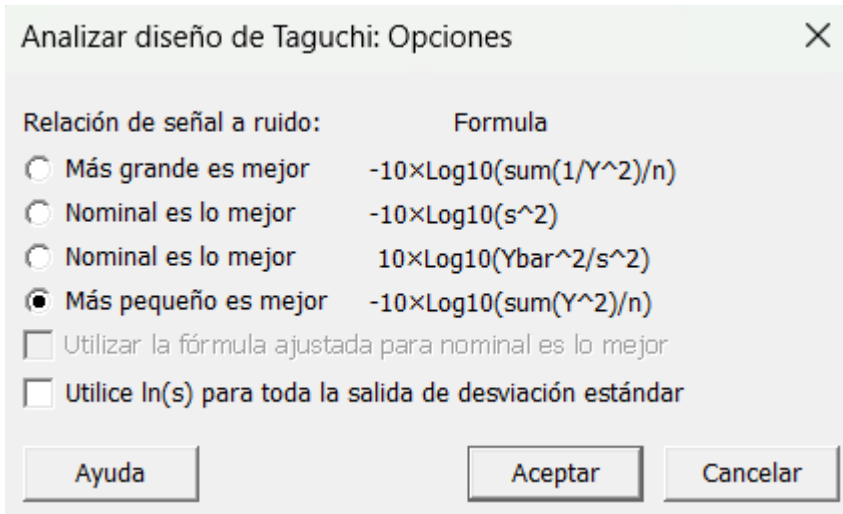 Analizar diseño de Taguchi: Opciones
Relación de señal a ruido: Formula
Más grande es mejor -10×Log10(sum(1/Y^2)/n)
Nominal es lo mejor -10×Log10(s^2)
Nominal es lo mejor 10×Log10(Ybar^2/s^2)
Más pequeño es mejor -10×Log10(sum(Y^2)/n)
Utilizar la fórmula ajustada para nominal es lo mejor
Utilice ln(s) para toda la salida de desviación estándar
Ayuda Aceptar Cancelar